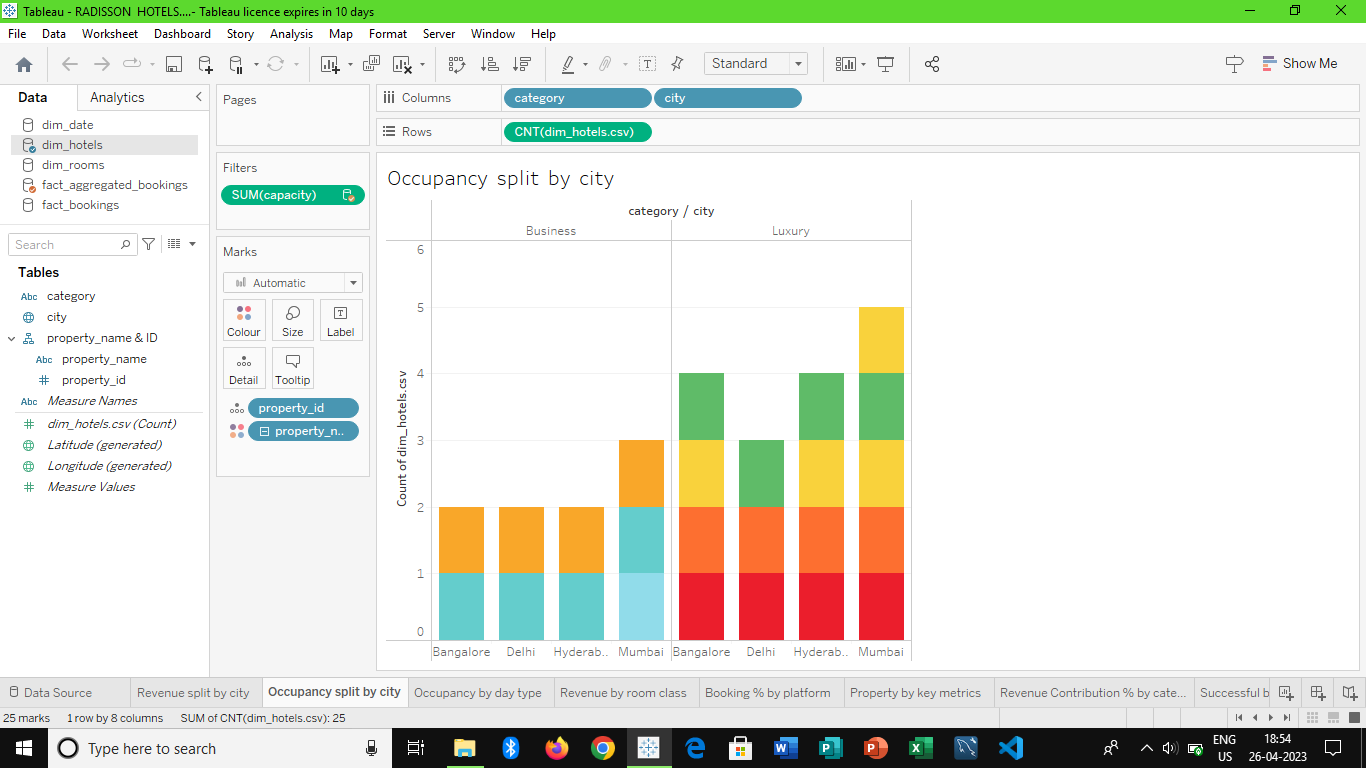 Tableau - RADISSON HOTELS....- Tableau licence expires in 10 days
File Data Worksheet Dashboard Story Analysis Map Format Server Window Help
Standard
Show Me
Data Analytics
dim_date
dim_hotels
dim_rooms
fact_aggregated_bookings
fact_bookings
Search
Tables
Abc category
city
property_name & ID
Abc property_name
# property_id
Abc Measure Names
# dim_hotels.csv (Count)
Latitude (generated)
Longitude (generated)
# Measure Values
Pages
Filters
SUM(capacity)
Marks
Automatic
Colour Size Label
Detail Tooltip
property_id
property_n..
Columns category city
Rows CNT(dim_hotels.csv)
Occupancy split by city
category / city
Business Luxury
Count of dim_hotels.csv
6
5
4
3
2
1
0
Bangalore Delhi Hyderab.. Mumbai Bangalore Delhi Hyderab.. Mumbai
Data Source Revenue split by city Occupancy split by city Occupancy by day type Revenue by room class Booking % by platform Property by key metrics Revenue Contribution % by cate... Successful b
25 marks 1 row by 8 columns SUM of CNT(dim_hotels.csv): 25
Type here to search
ENG
US
18:54
26-04-2023